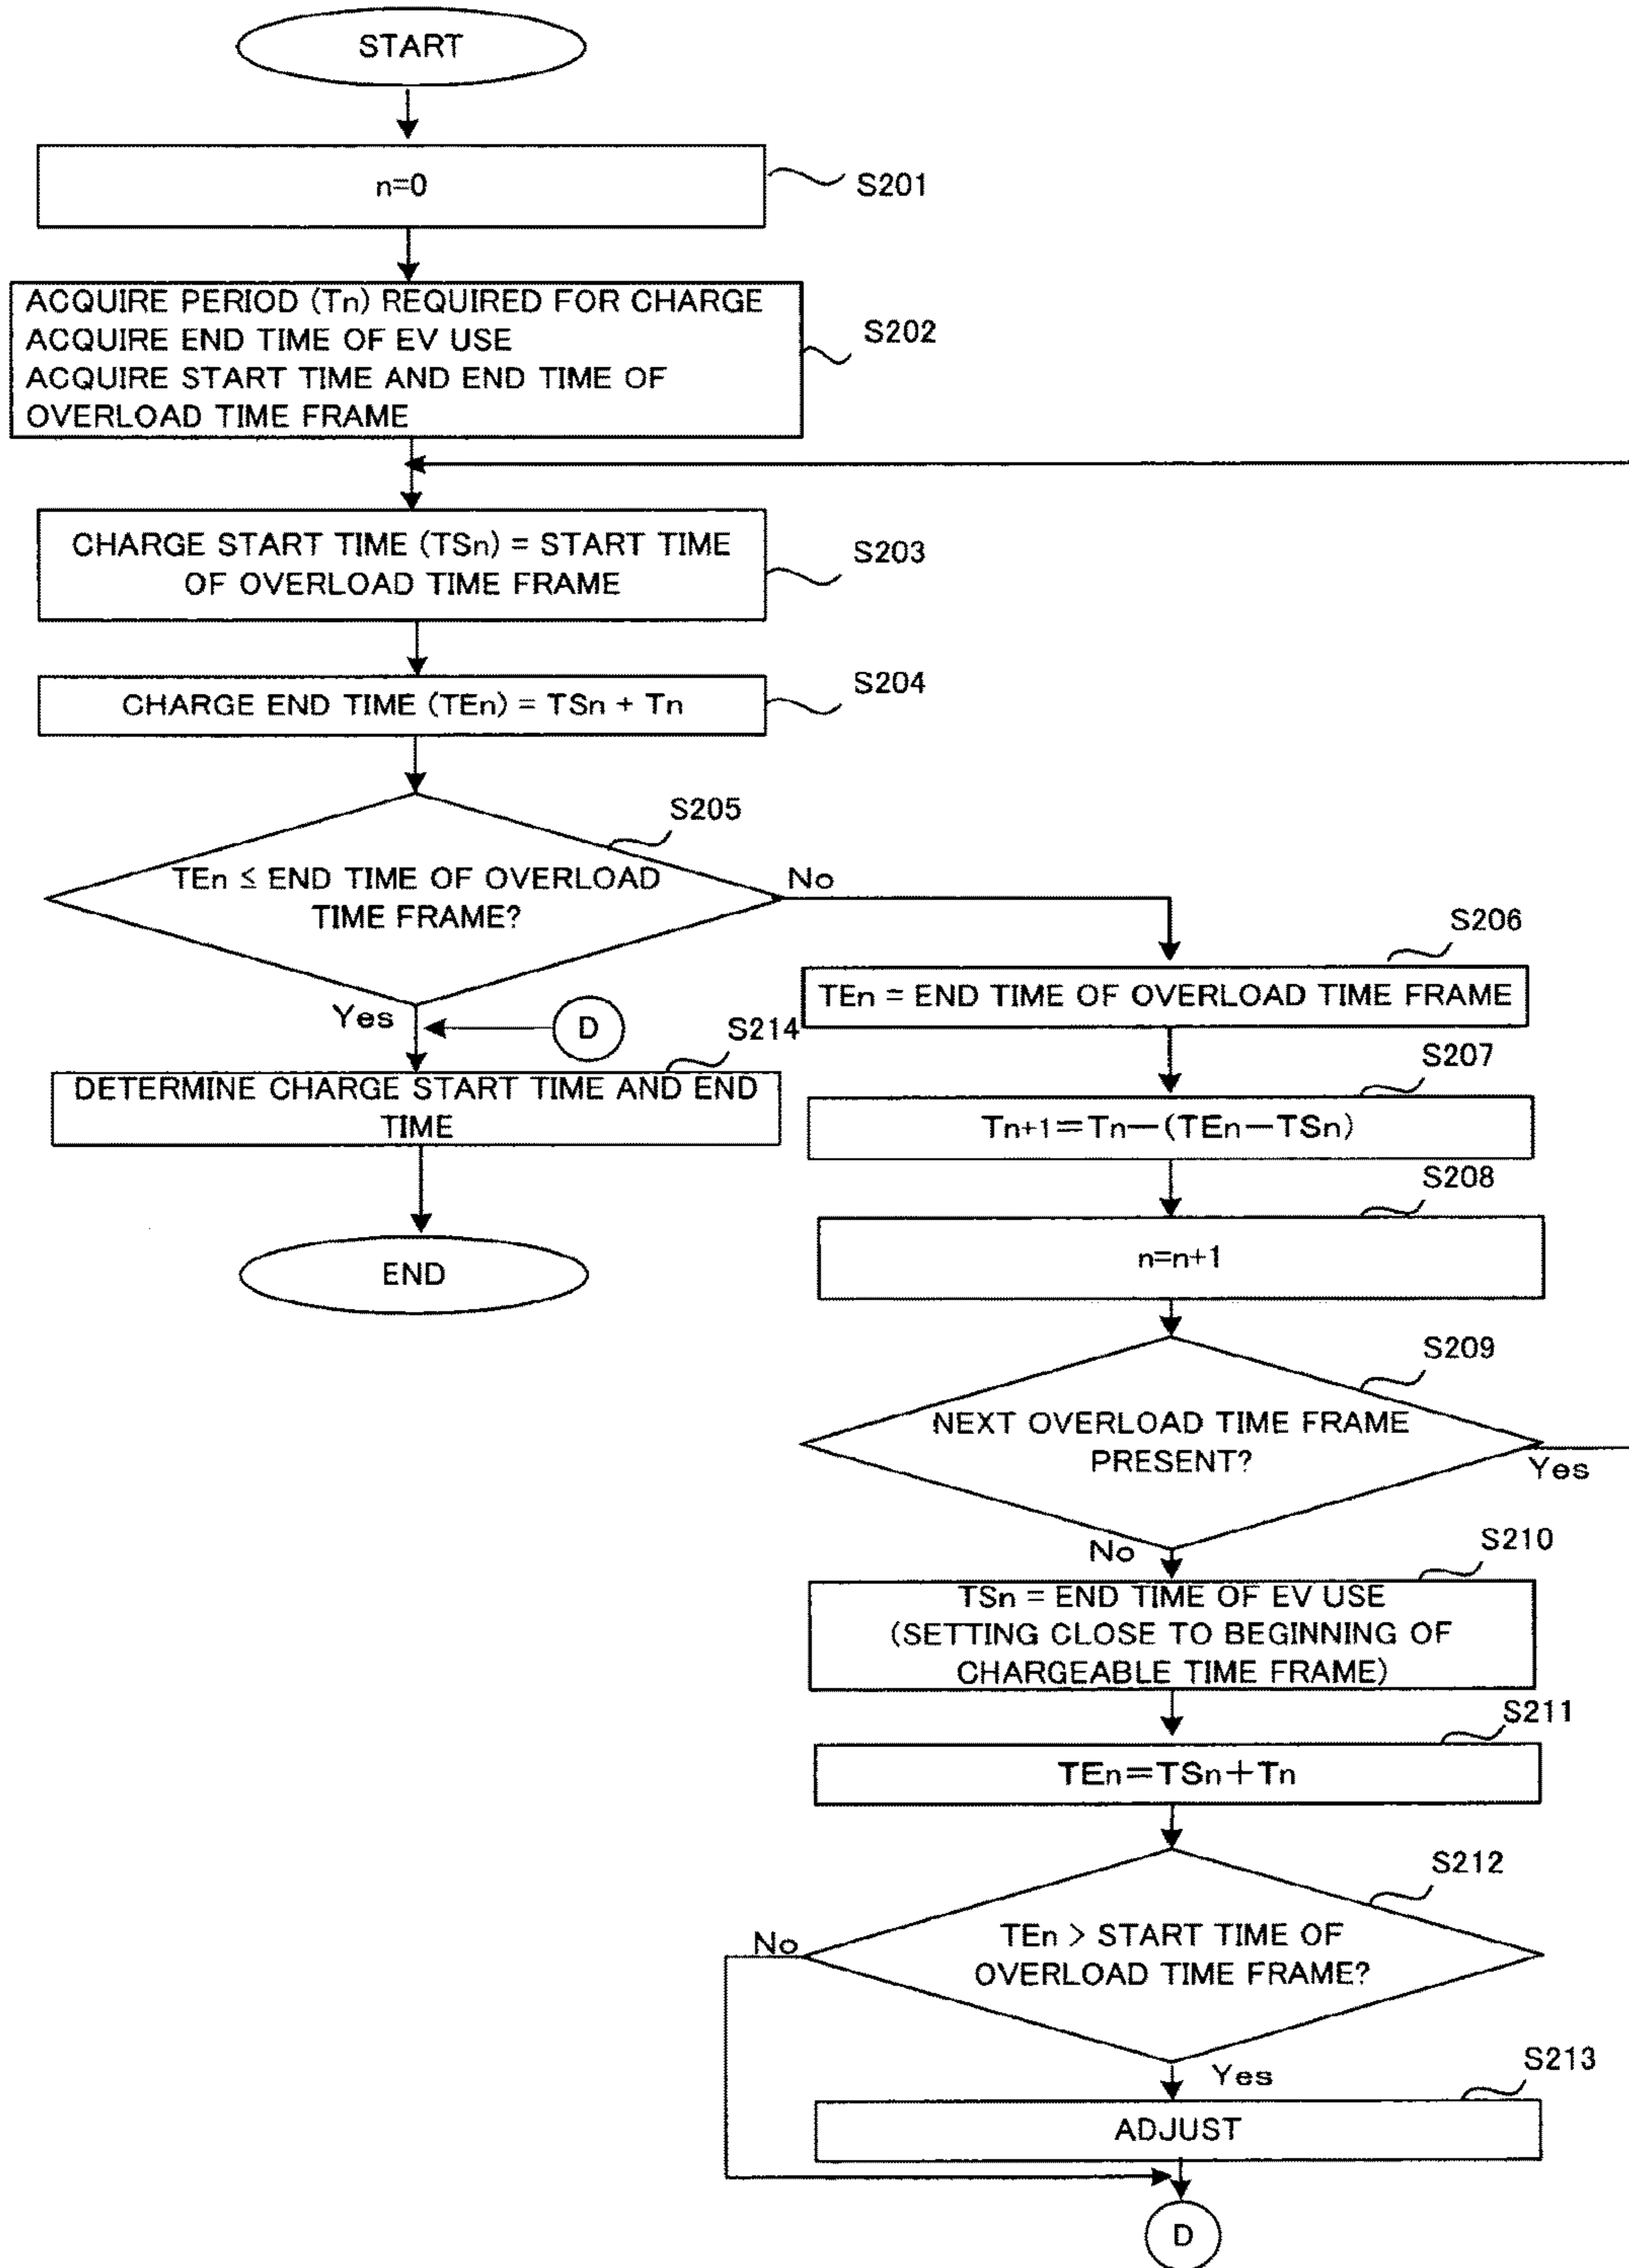 START
n=0
S201
ACQUIRE PERIOD (Tn) REQUIRED FOR CHARGE
ACQUIRE END TIME OF EV USE
ACQUIRE START TIME AND END TIME OF
OVERLOAD TIME FRAME
S202
CHARGE START TIME (TSn) = START TIME
OF OVERLOAD TIME FRAME
S203
CHARGE END TIME (TEn) = TSn + Tn
S204
S205
TEn ≤ END TIME OF OVERLOAD
TIME FRAME?
No
Yes
D
S214
DETERMINE CHARGE START TIME AND END
TIME
END
S206
TEn = END TIME OF OVERLOAD TIME FRAME
S207
Tn+1=Tn-(TEn-TSn)
S208
n=n+1
S209
NEXT OVERLOAD TIME FRAME
PRESENT?
Yes
No
S210
TSn = END TIME OF EV USE
(SETTING CLOSE TO BEGINNING OF
CHARGEABLE TIME FRAME)
S211
TEn=TSn+Tn
S212
TEn > START TIME OF
OVERLOAD TIME FRAME?
No
Yes
S213
ADJUST
D